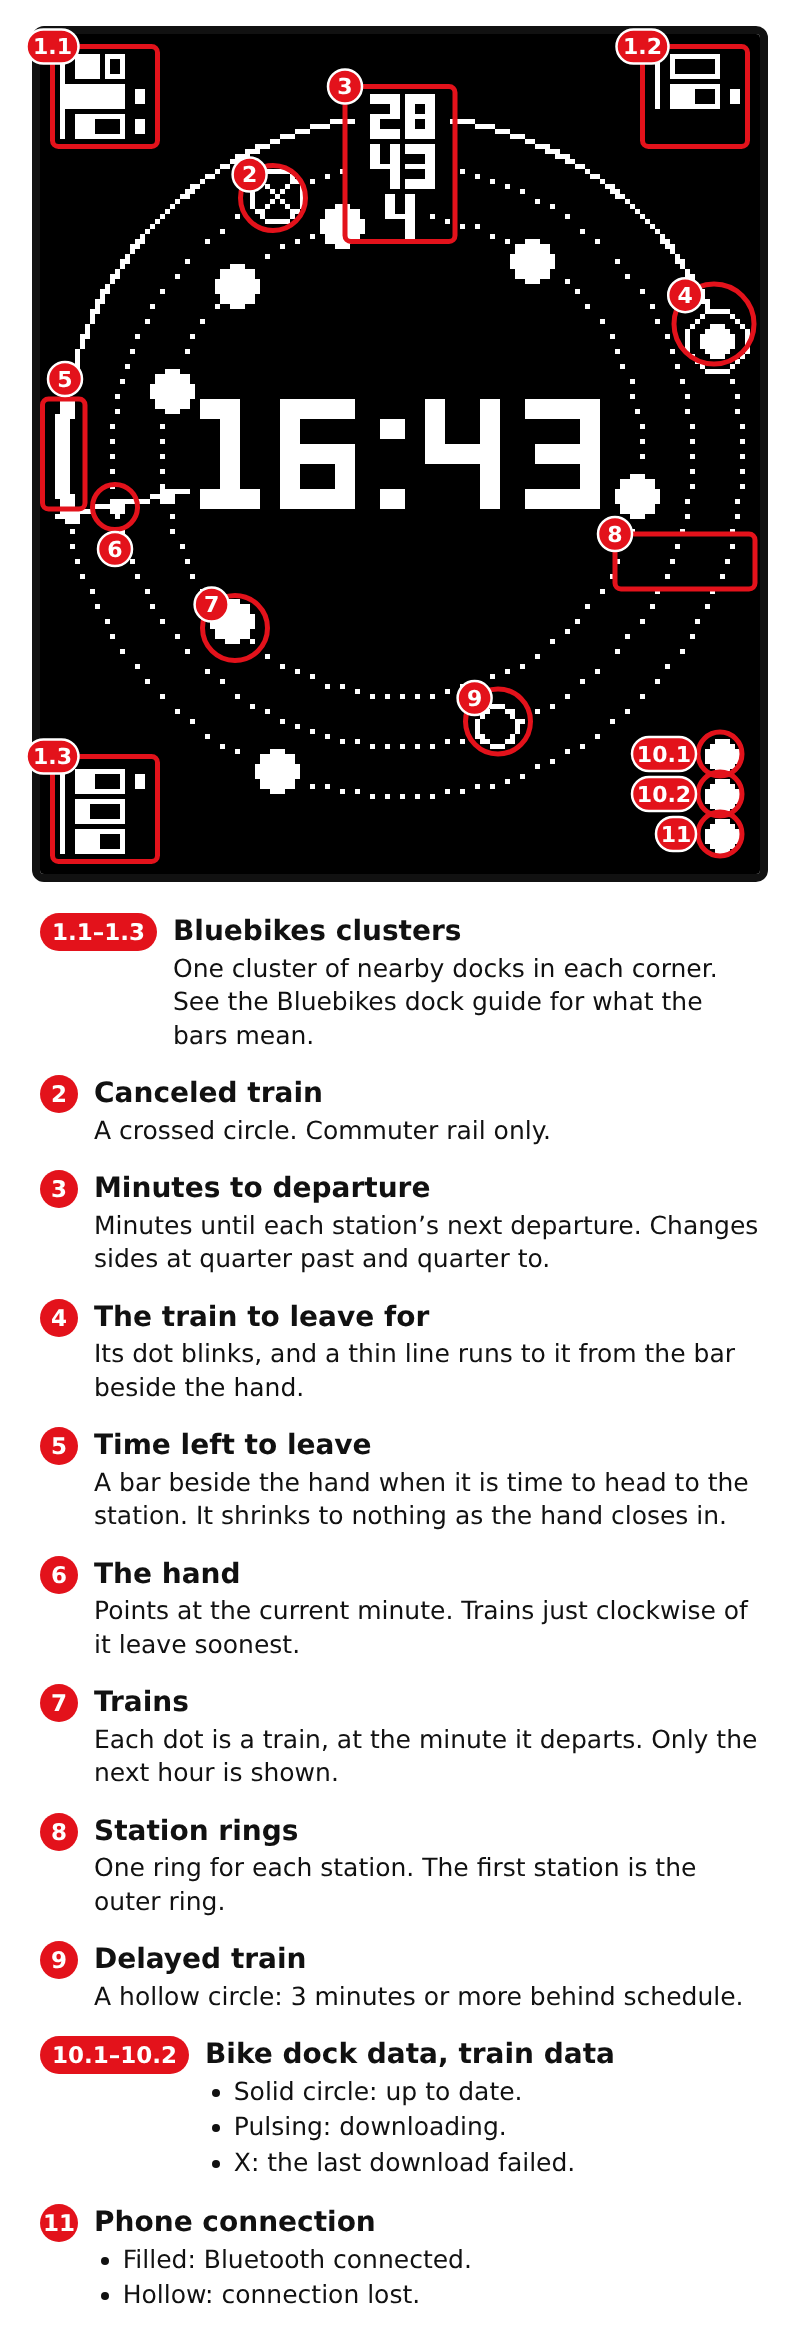 1.1
1.2
3
28
43
4
2
4
5
16:43
6
8
7
9
1.3
10.1
10.2
11
1.1–1.3 Bluebikes clusters
One cluster of nearby docks in each corner.
See the Bluebikes dock guide for what the
bars mean.
2 Canceled train
A crossed circle. Commuter rail only.
3 Minutes to departure
Minutes until each station’s next departure. Changes
sides at quarter past and quarter to.
4 The train to leave for
Its dot blinks, and a thin line runs to it from the bar
beside the hand.
5 Time left to leave
A bar beside the hand when it is time to head to the
station. It shrinks to nothing as the hand closes in.
6 The hand
Points at the current minute. Trains just clockwise of
it leave soonest.
7 Trains
Each dot is a train, at the minute it departs. Only the
next hour is shown.
8 Station rings
One ring for each station. The first station is the
outer ring.
9 Delayed train
A hollow circle: 3 minutes or more behind schedule.
10.1–10.2 Bike dock data, train data
• Solid circle: up to date.
• Pulsing: downloading.
• X: the last download failed.
11 Phone connection
• Filled: Bluetooth connected.
• Hollow: connection lost.